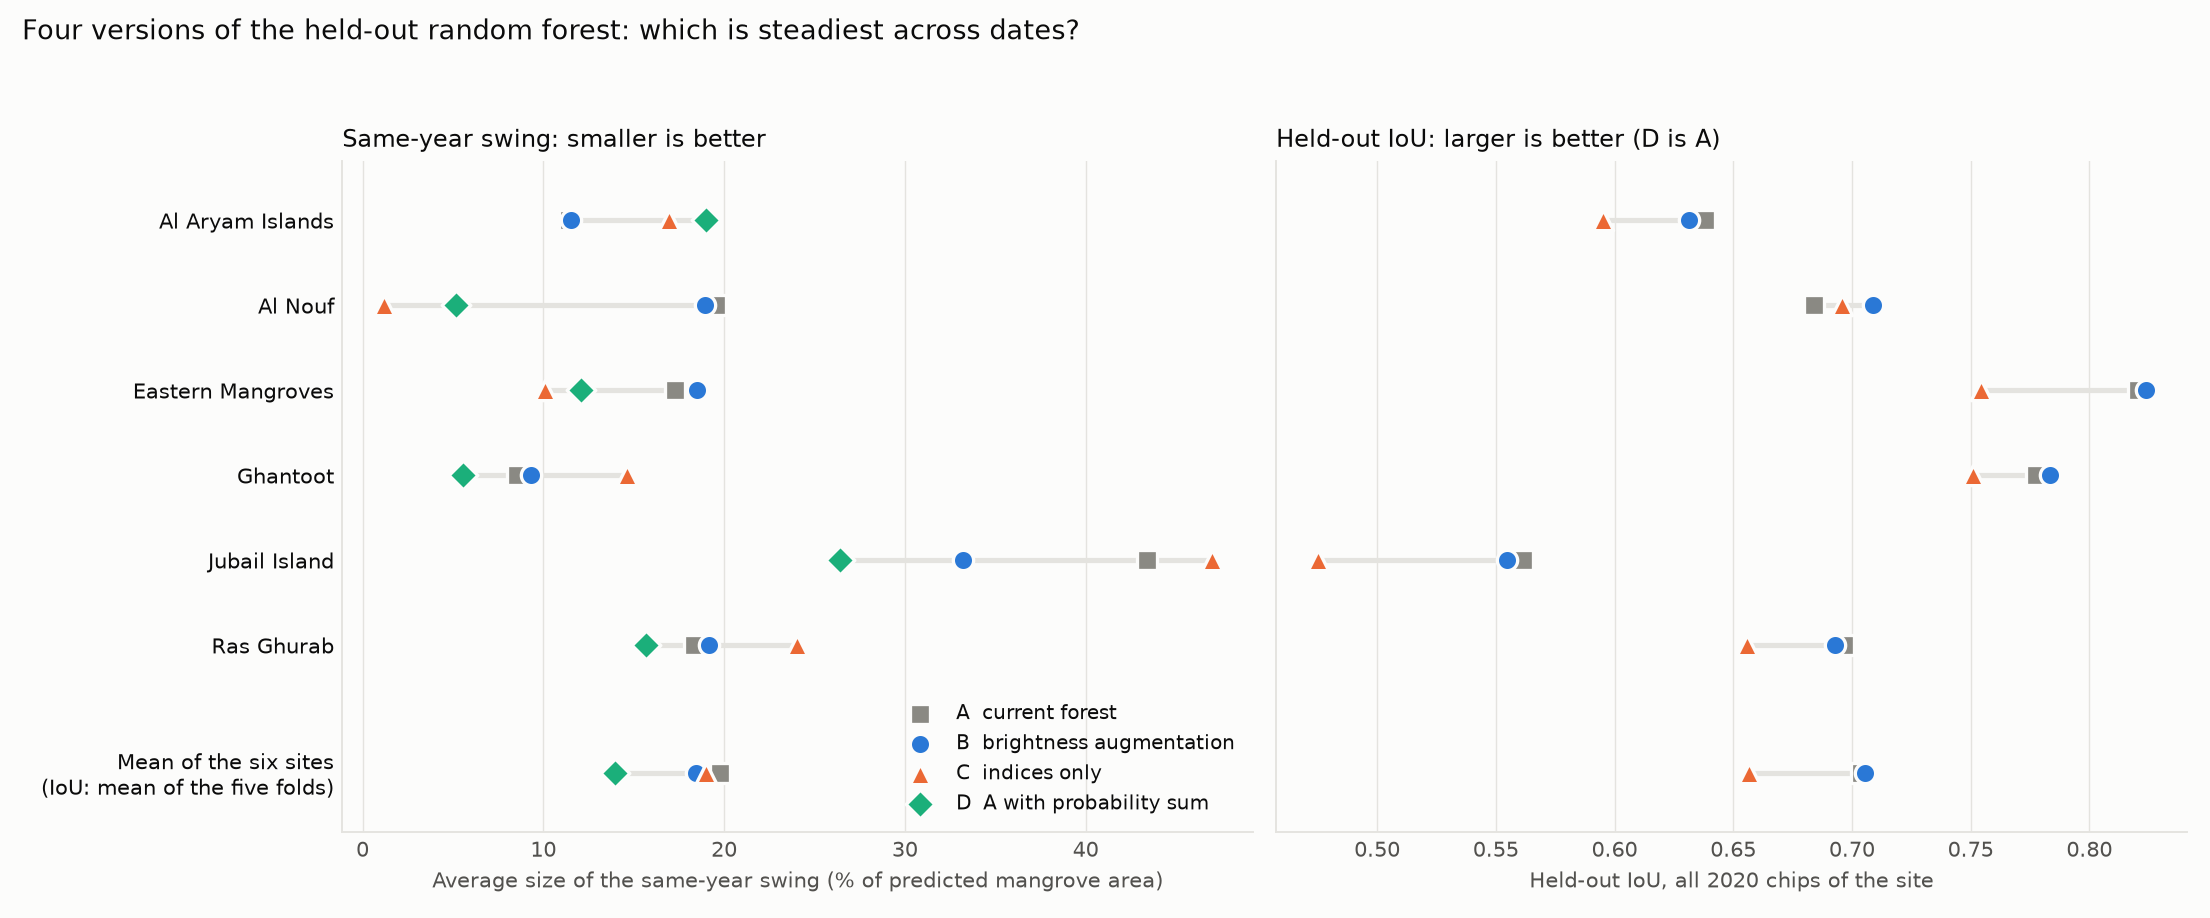 Four versions of the held-out random forest: which is steadiest across dates?
Same-year swing: smaller is better
Held-out IoU: larger is better (D is A)
Al Aryam Islands
Al Nouf
Eastern Mangroves
Ghantoot
Jubail Island
Ras Ghurab
Mean of the six sites
(IoU: mean of the five folds)
A current forest
B brightness augmentation
C indices only
D A with probability sum
0 10 20 30 40
Average size of the same-year swing (% of predicted mangrove area)
0.50 0.55 0.60 0.65 0.70 0.75 0.80
Held-out IoU, all 2020 chips of the site